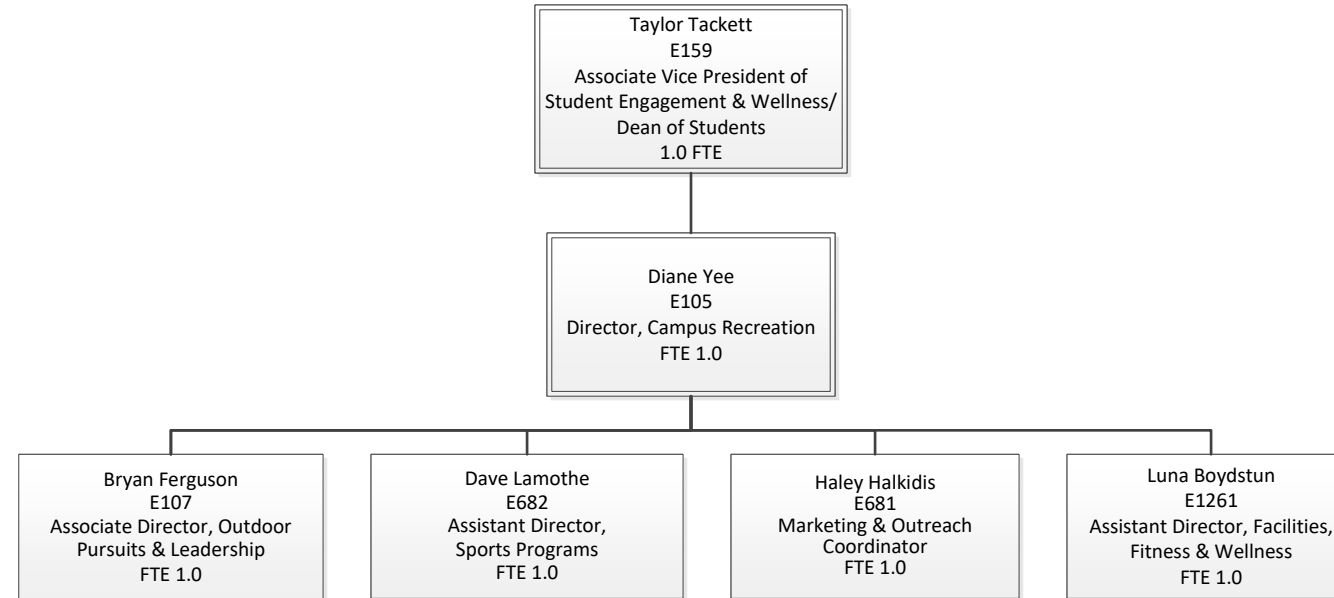 Taylor Tackett
E159
Associate Vice President of
Student Engagement & Wellness/
Dean of Students
1.0 FTE
Diane Yee
E105
Director, Campus Recreation
FTE 1.0
Bryan Ferguson
E107
Associate Director, Outdoor
Pursuits & Leadership
FTE 1.0
Dave Lamothe
E682
Assistant Director,
Sports Programs
FTE 1.0
Haley Halkidis
E681
Marketing & Outreach
Coordinator
FTE 1.0
Luna Boydstun
E1261
Assistant Director, Facilities,
Fitness & Wellness
FTE 1.0